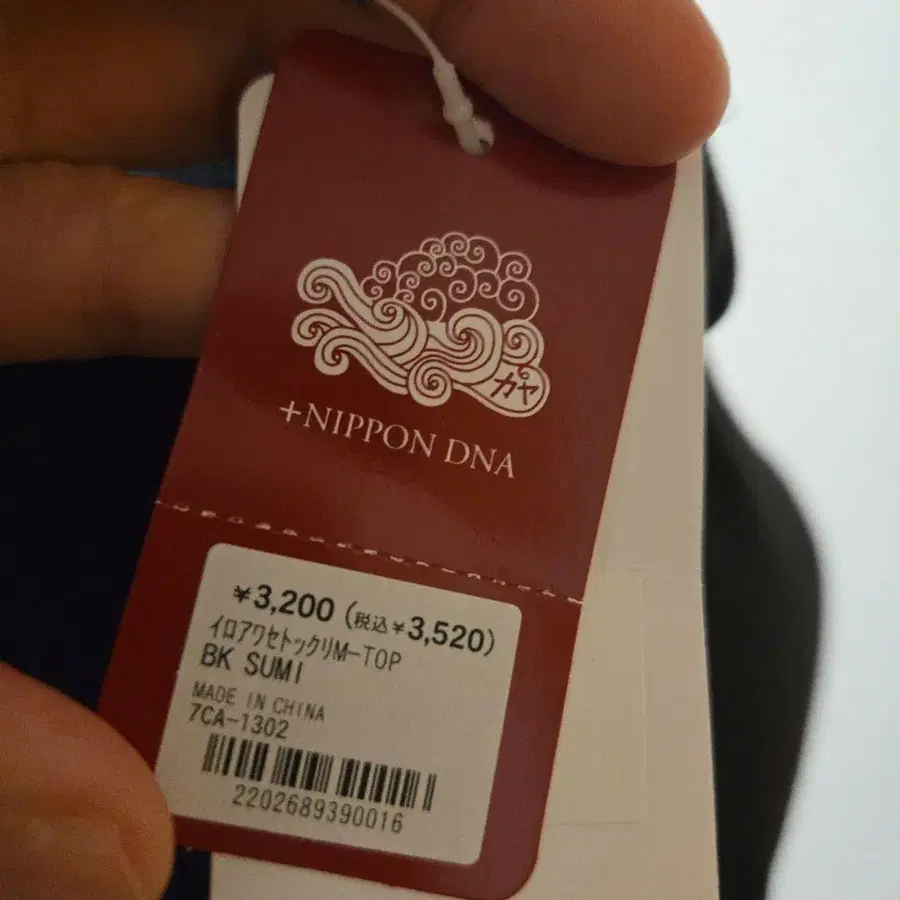 カヤ
+NIPPON DNA
¥3,200 (税込¥3,520)
イロアワセトックリM-TOP
BK SUMI
MADE IN CHINA
7CA-1302
2202689390016